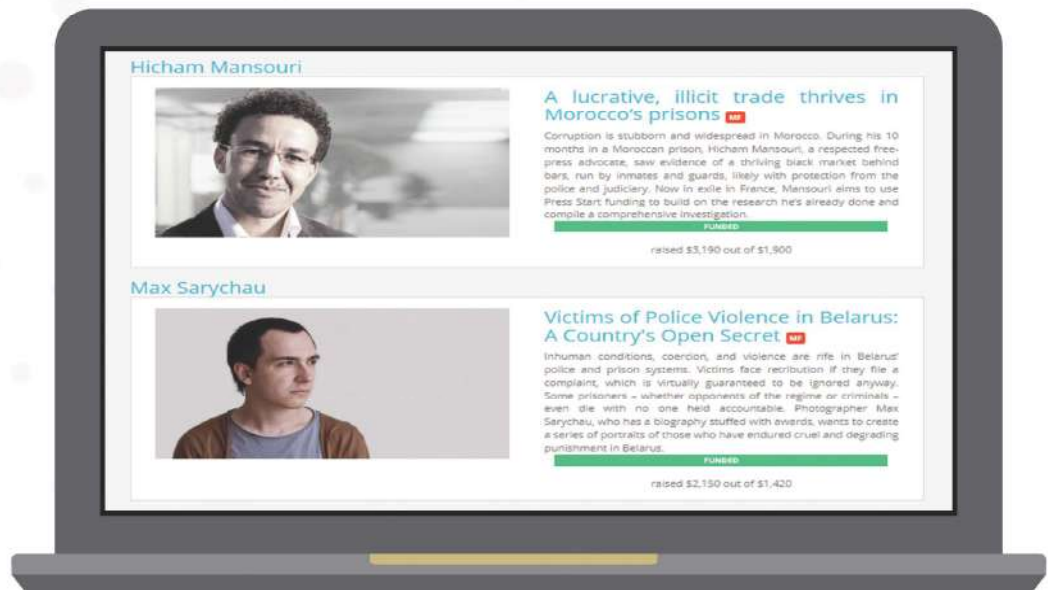 Hicham Mansouri
A lucrative, illicit trade thrives in
Morocco's prisons MF
Corruption is stubborn and widespread in Morocco. During his 10
months in a Moroccan prison, Hicham Mansouri, a respected free-
press advocate, saw evidence of a thriving black market behind
bars, run by inmates and guards, likely with protection from the
police and judiciary. Now in exile in France, Mansouri aims to use
Press Start funding to build on the research he's already done and
compile a comprehensive investigation.
FUNDED
raised $3,190 out of $1,900
Max Sarychau
Victims of Police Violence in Belarus:
A Country's Open Secret MF
Inhuman conditions, coercion, and violence are rife in Belarus'
police and prison systems. Victims face retribution if they file a
complaint, which is virtually guaranteed to be ignored anyway.
Some prisoners – whether opponents of the regime or criminals –
even die with no one held accountable. Photographer Max
Sarychau, who has a biography stuffed with awards, wants to create
a series of portraits of those who have endured cruel and degrading
punishment in Belarus.
FUNDED
raised $2,150 out of $1,420